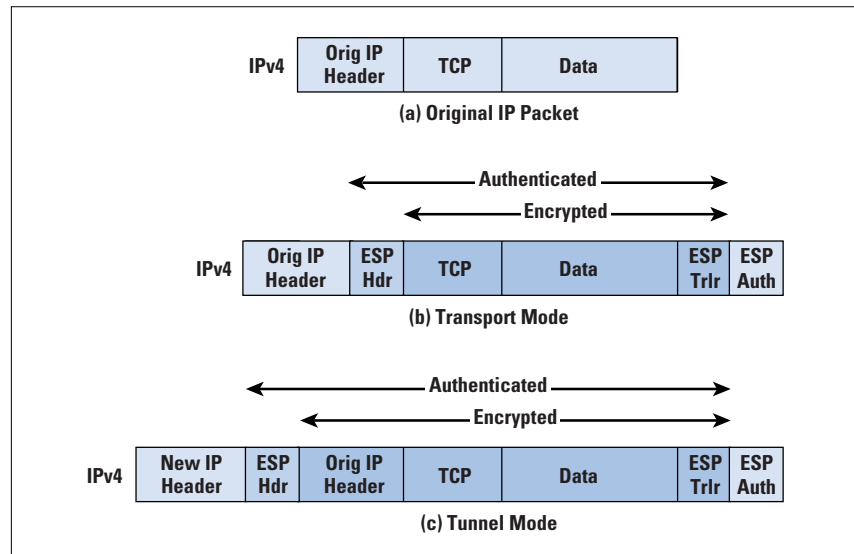 IPv4 Orig IP Header TCP Data
(a) Original IP Packet
Authenticated
Encrypted
IPv4 Orig IP Header ESP Hdr TCP Data ESP Trlr ESP Auth
(b) Transport Mode
Authenticated
Encrypted
IPv4 New IP Header ESP Hdr Orig IP Header TCP Data ESP Trlr ESP Auth
(c) Tunnel Mode